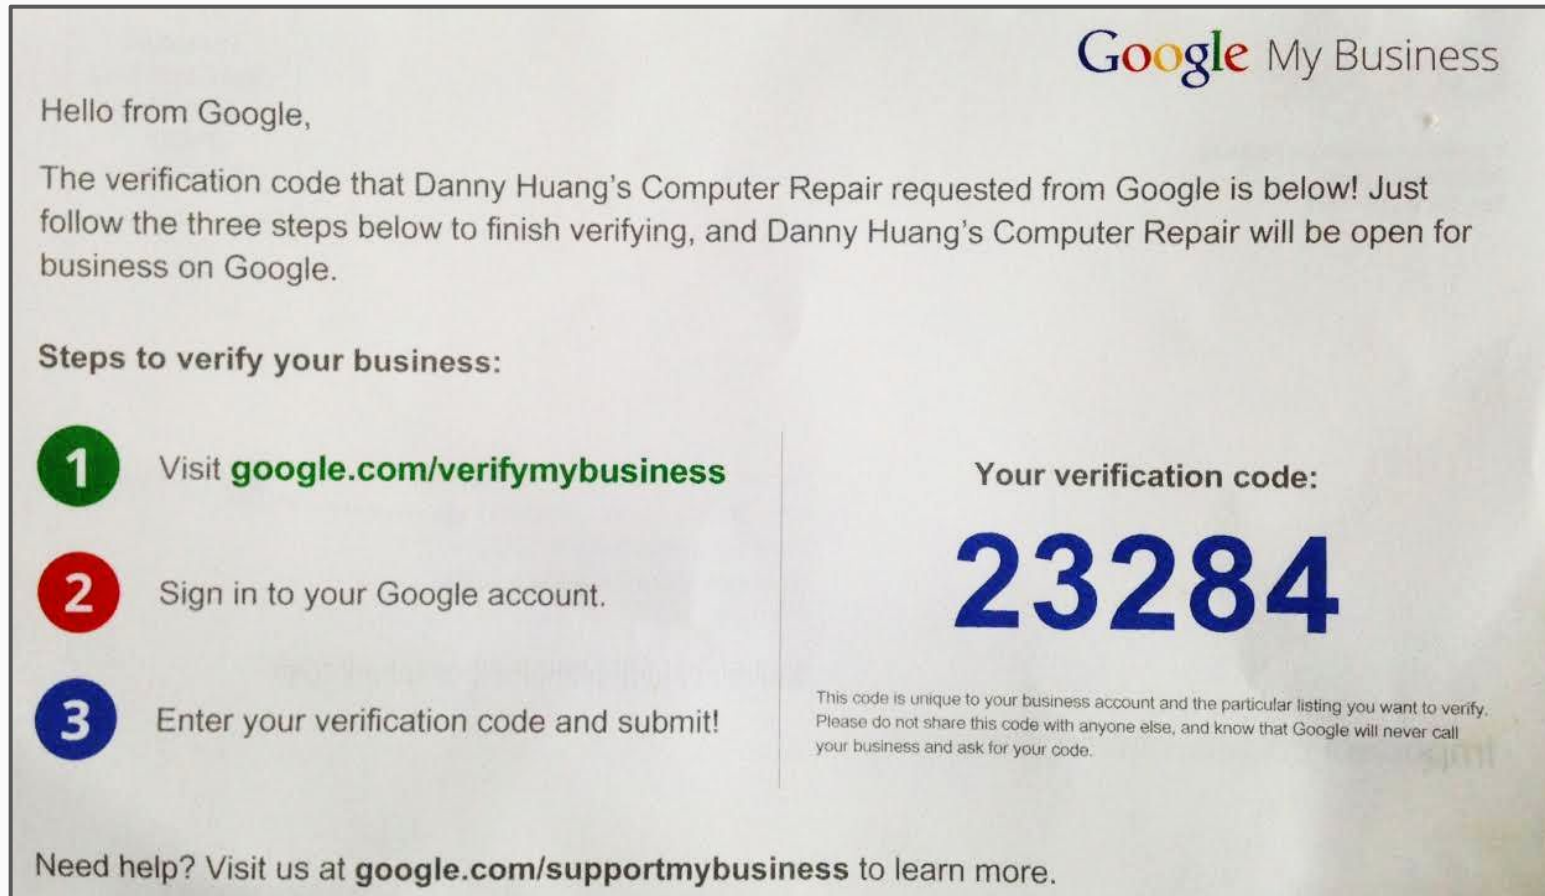 Google My Business
Hello from Google,
The verification code that Danny Huang's Computer Repair requested from Google is below! Just
follow the three steps below to finish verifying, and Danny Huang's Computer Repair will be open for
business on Google.
Steps to verify your business:
1 Visit google.com/verifymybusiness
2 Sign in to your Google account.
3 Enter your verification code and submit!
Your verification code:
23284
This code is unique to your business account and the particular listing you want to verify.
Please do not share this code with anyone else, and know that Google will never call
your business and ask for your code.
Need help? Visit us at google.com/supportmybusiness to learn more.